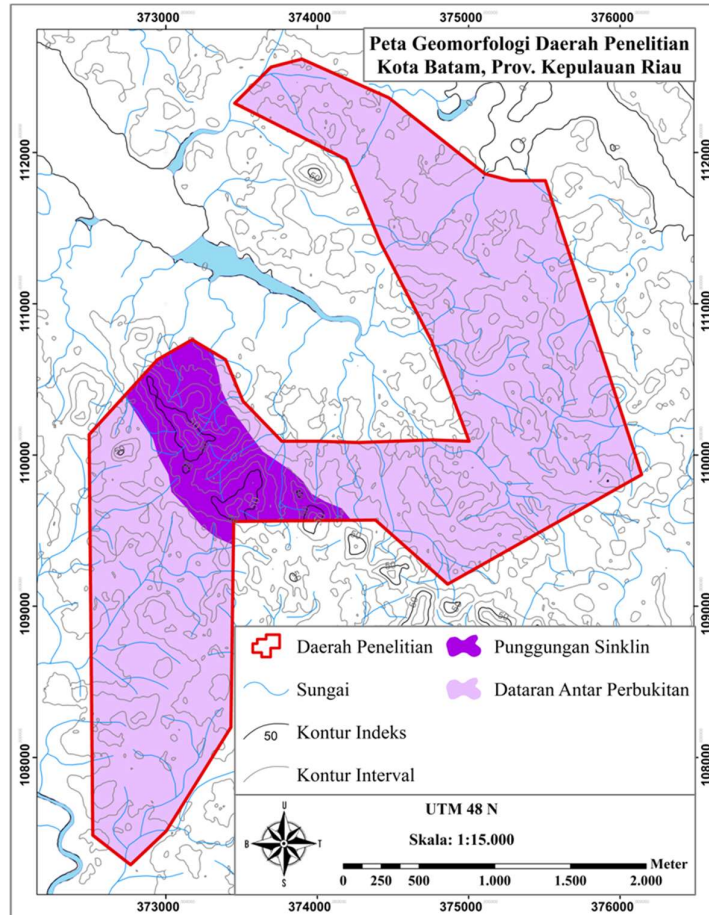 373000 374000 375000 376000
Peta Geomorfologi Daerah Penelitian
Kota Batam, Prov. Kepulauan Riau
112000 112000
111000 111000
110000 110000
109000 109000
108000 108000
Daerah Penelitian
Punggungan Sinklin
Sungai
Dataran Antar Perbukitan
50 Kontur Indeks
Kontur Interval
U
B T
S
UTM 48 N
Skala: 1:15.000
Meter
0 250 500 1.000 1.500 2.000
373000 374000 375000 376000